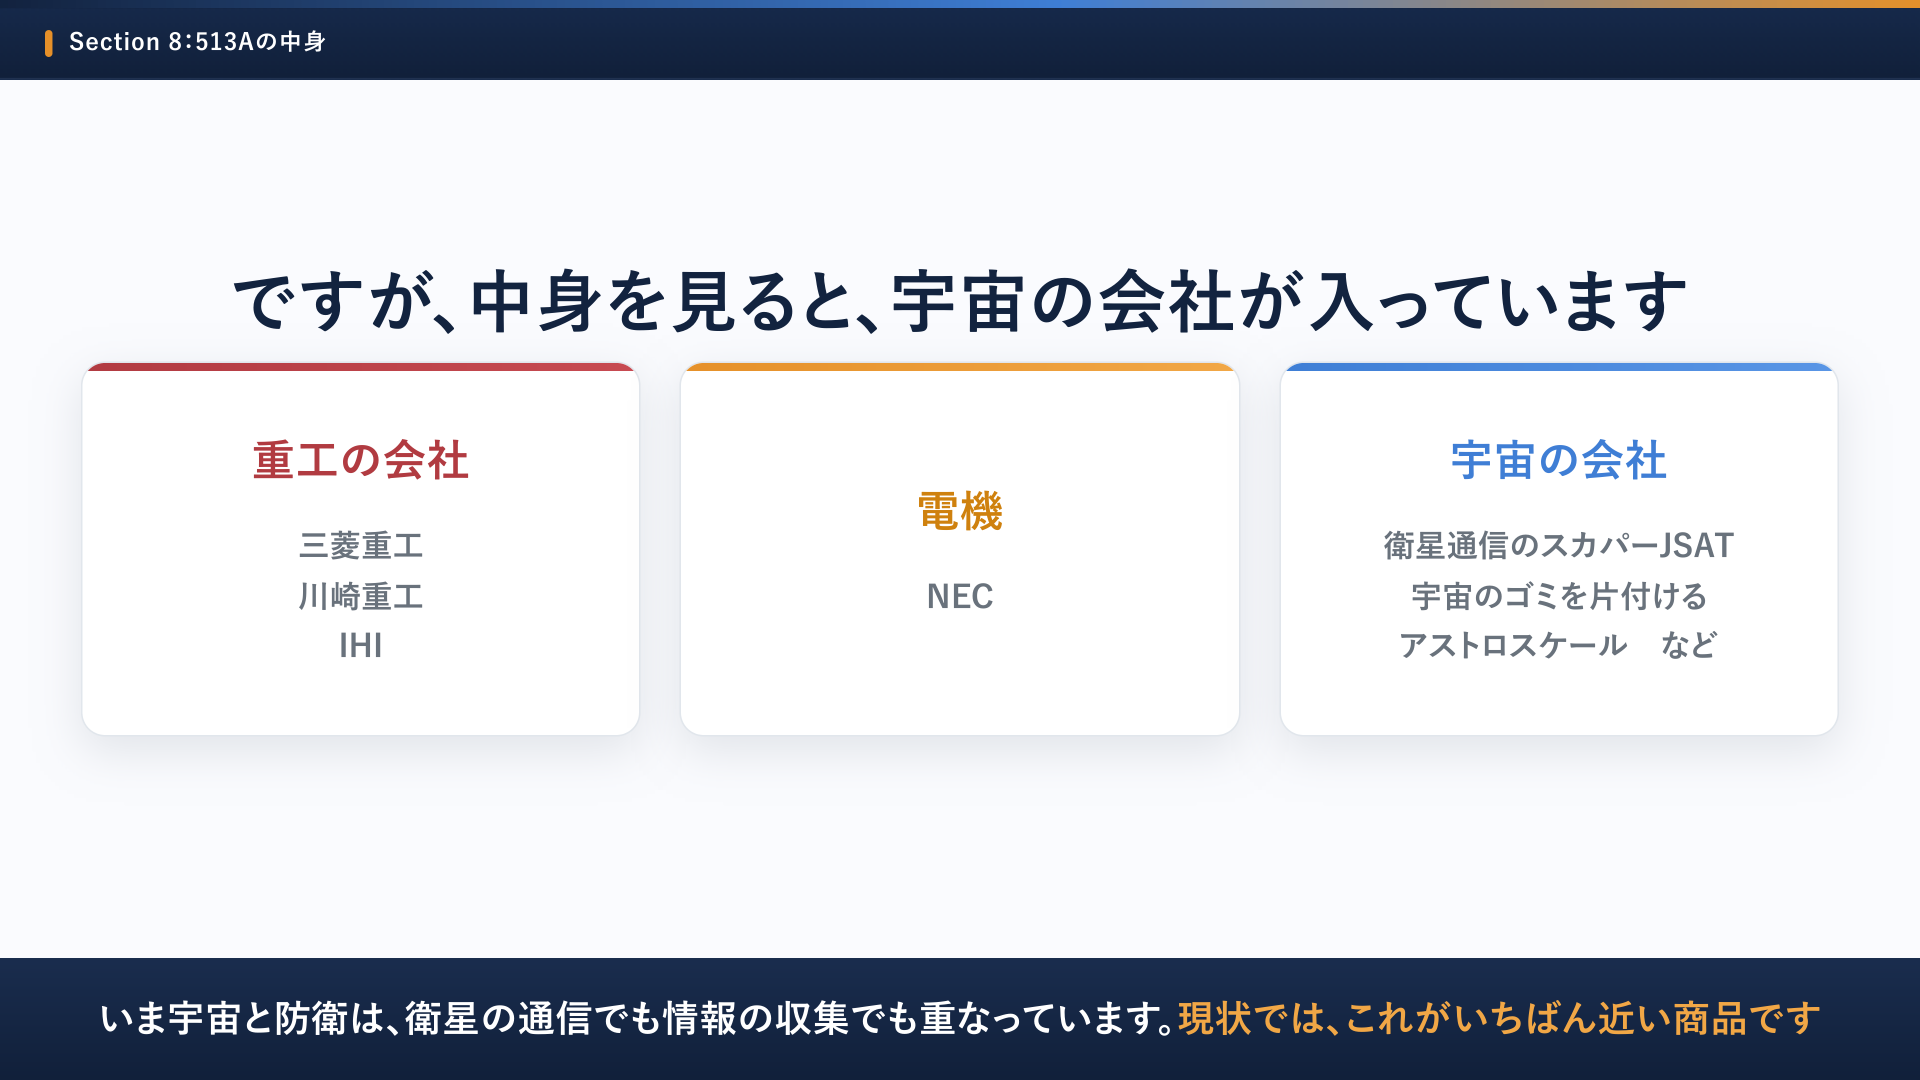 Section 8：513Aの中身
ですが、中身を見ると、宇宙の会社が入っています
重工の会社
三菱重工
川崎重工
IHI
電機
NEC
宇宙の会社
衛星通信のスカパーJSAT
宇宙のゴミを片付ける
アストロスケール　など
いま宇宙と防衛は、衛星の通信でも情報の収集でも重なっています。現状では、これがいちばん近い商品です